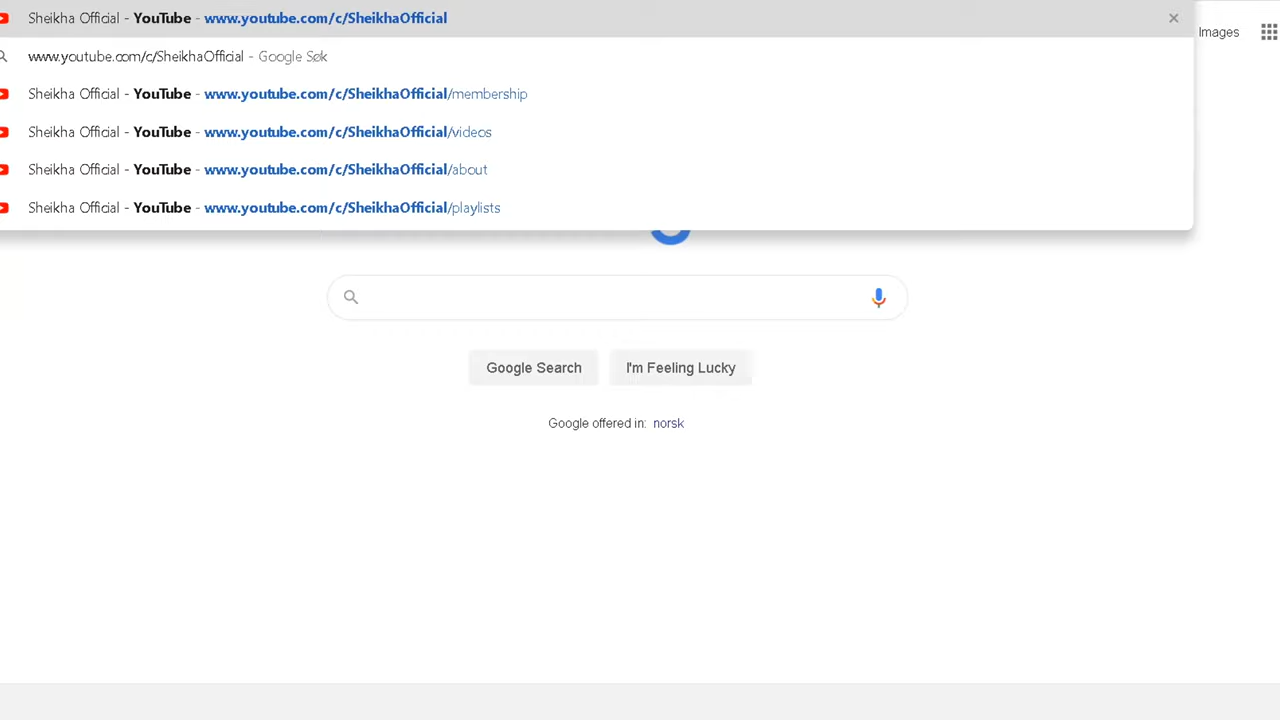 Sheikha Official - YouTube - www.youtube.com/c/SheikhaOfficial
Images
www.youtube.com/c/SheikhaOfficial - Google Søk
Sheikha Official - YouTube - www.youtube.com/c/SheikhaOfficial/membership
Sheikha Official - YouTube - www.youtube.com/c/SheikhaOfficial/videos
Sheikha Official - YouTube - www.youtube.com/c/SheikhaOfficial/about
Sheikha Official - YouTube - www.youtube.com/c/SheikhaOfficial/playlists
Google Search
I'm Feeling Lucky
Google offered in: norsk